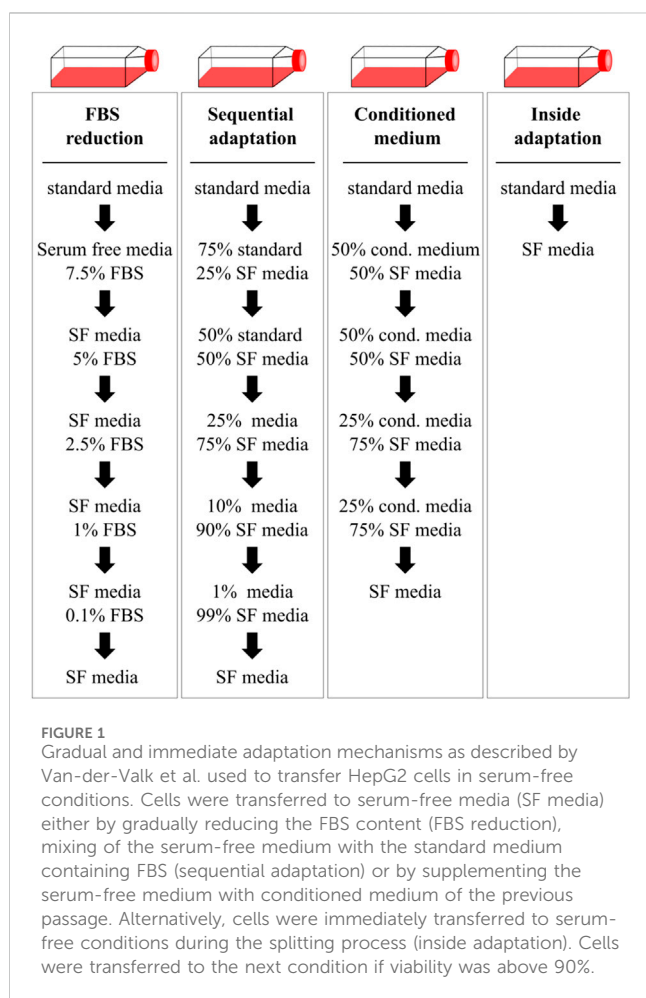 FBS
reduction
standard media
Serum free media
7.5% FBS
SF media
5% FBS
SF media
2.5% FBS
SF media
1% FBS
SF media
0.1% FBS
SF media
Sequential
adaptation
standard media
75% standard
25% SF media
50% standard
50% SF media
25% media
75% SF media
10% media
90% SF media
1% media
99% SF media
SF media
Conditioned
medium
standard media
50% cond. medium
50% SF media
50% cond. media
50% SF media
25% cond. media
75% SF media
25% cond. media
75% SF media
SF media
Inside
adaptation
standard media
SF media
FIGURE 1
Gradual and immediate adaptation mechanisms as described by
Van-der-Valk et al. used to transfer HepG2 cells in serum-free
conditions. Cells were transferred to serum-free media (SF media)
either by gradually reducing the FBS content (FBS reduction),
mixing of the serum-free medium with the standard medium
containing FBS (sequential adaptation) or by supplementing the
serum-free medium with conditioned medium of the previous
passage. Alternatively, cells were immediately transferred to serum-
free conditions during the splitting process (inside adaptation). Cells
were transferred to the next condition if viability was above 90%.